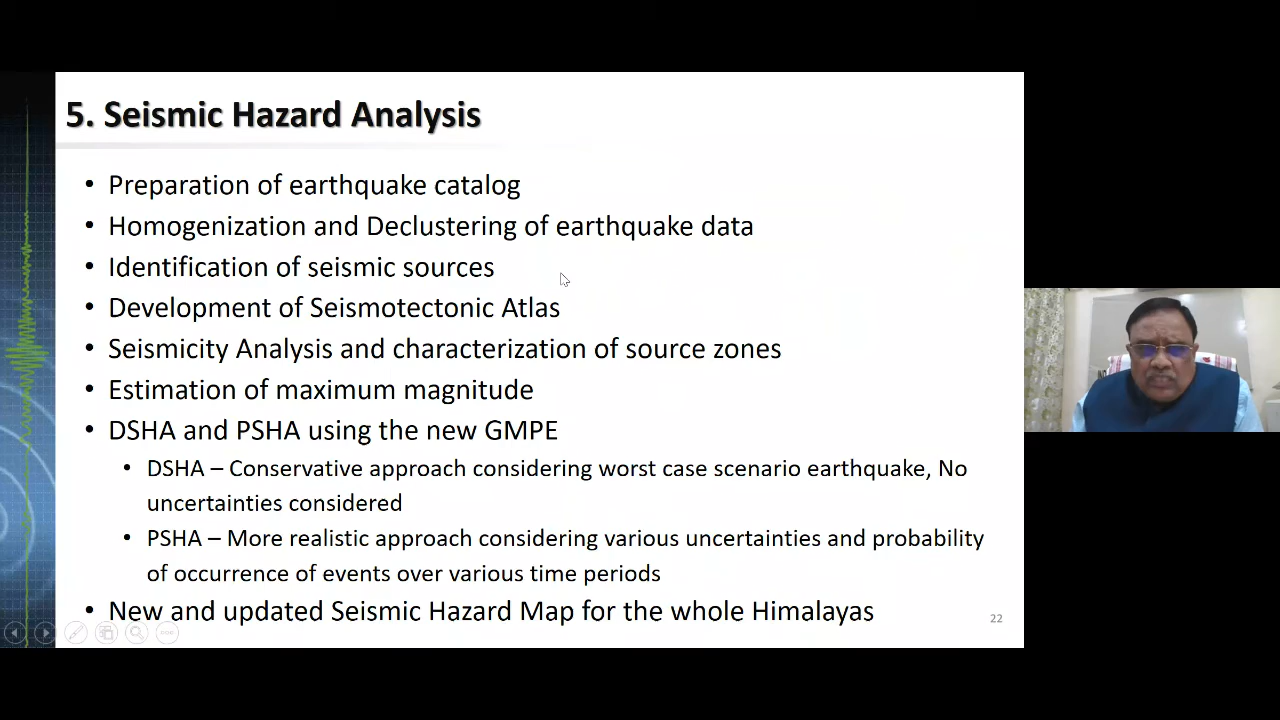 5. Seismic Hazard Analysis
• Preparation of earthquake catalog
• Homogenization and Declustering of earthquake data
• Identification of seismic sources
• Development of Seismotectonic Atlas
• Seismicity Analysis and characterization of source zones
• Estimation of maximum magnitude
• DSHA and PSHA using the new GMPE
• DSHA – Conservative approach considering worst case scenario earthquake, No
uncertainties considered
• PSHA – More realistic approach considering various uncertainties and probability
of occurrence of events over various time periods
• New and updated Seismic Hazard Map for the whole Himalayas
22